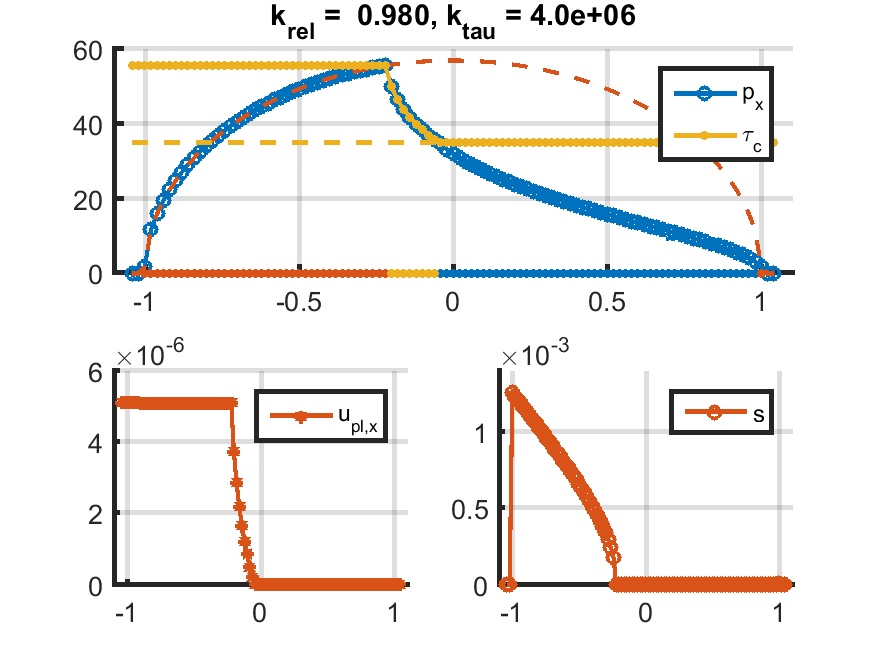 k_rel = 0.980, k_tau = 4.0e+06
60
40
20
0
p_x
τ_c
-1 -0.5 0 0.5 1
×10^-6
6
4
2
0
u_pl,x
-1 0 1
×10^-3
1
0.5
0
s
-1 0 1